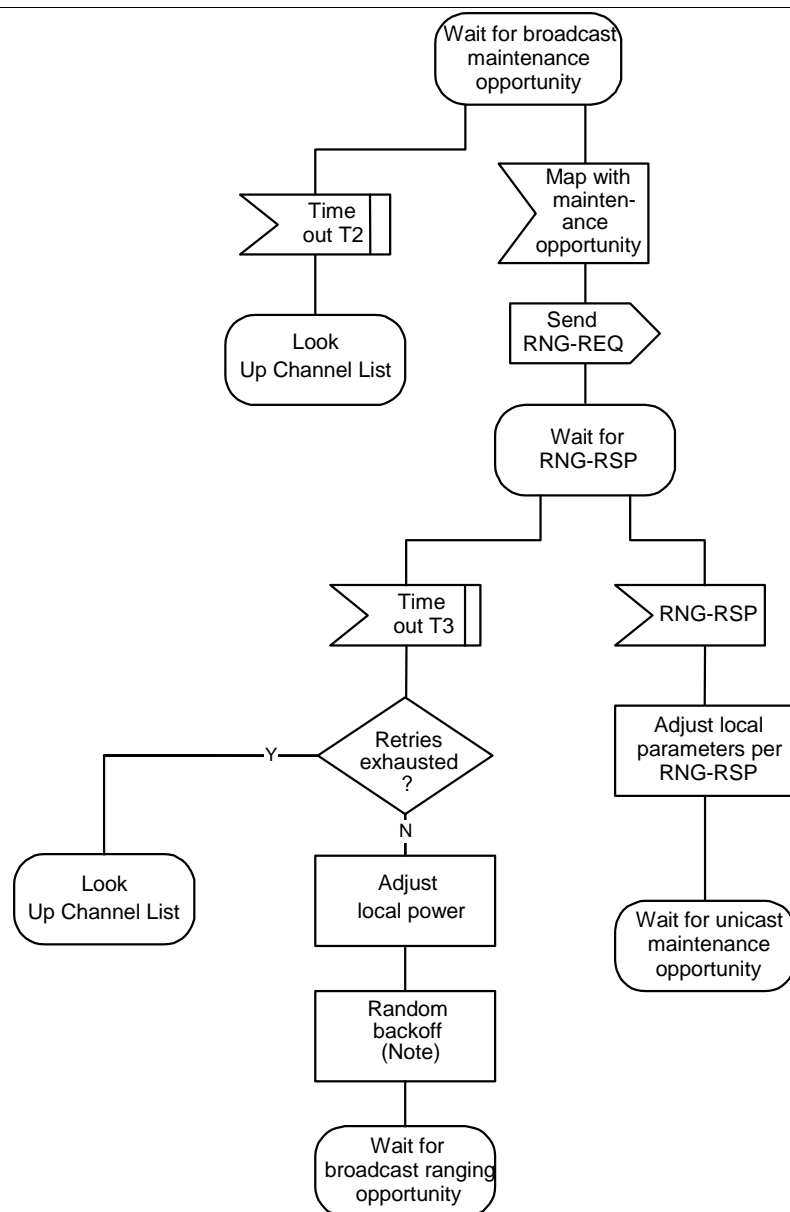 Wait for broadcast
maintenance
opportunity
Time
out T2
Map with
mainten-
ance
opportunity
Look
Up Channel List
Send
RNG-REQ
Wait for
RNG-RSP
Time
out T3
RNG-RSP
Retries
exhausted
?
Y
N
Adjust local
parameters per
RNG-RSP
Look
Up Channel List
Adjust
local power
Wait for unicast
maintenance
opportunity
Random
backoff
(Note)
Wait for
broadcast ranging
opportunity